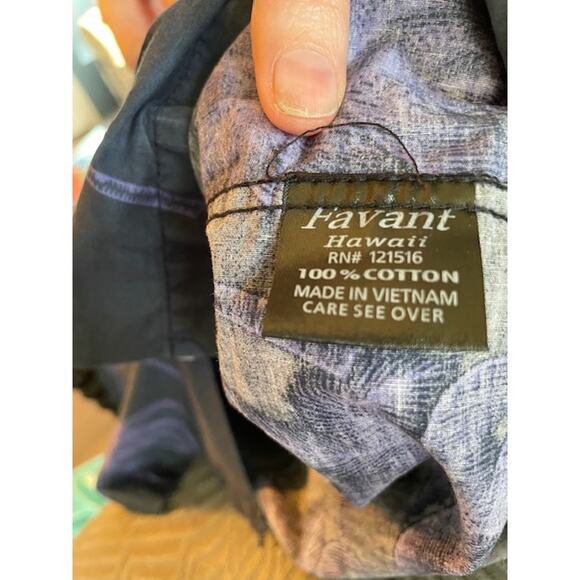 Favant
Hawaii
RN# 121516
100% COTTON
MADE IN VIETNAM
CARE SEE OVER